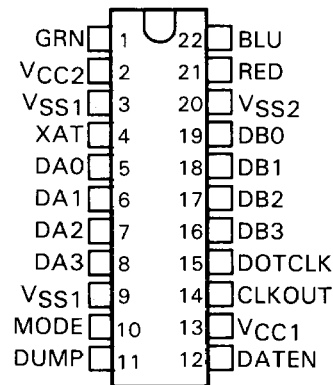 GRN 1 22 BLU
VCC2 2 21 RED
VSS1 3 20 VSS2
XAT 4 19 DB0
DA0 5 18 DB1
DA1 6 17 DB2
DA2 7 16 DB3
DA3 8 15 DOTCLK
VSS1 9 14 CLKOUT
MODE 10 13 VCC1
DUMP 11 12 DATEN